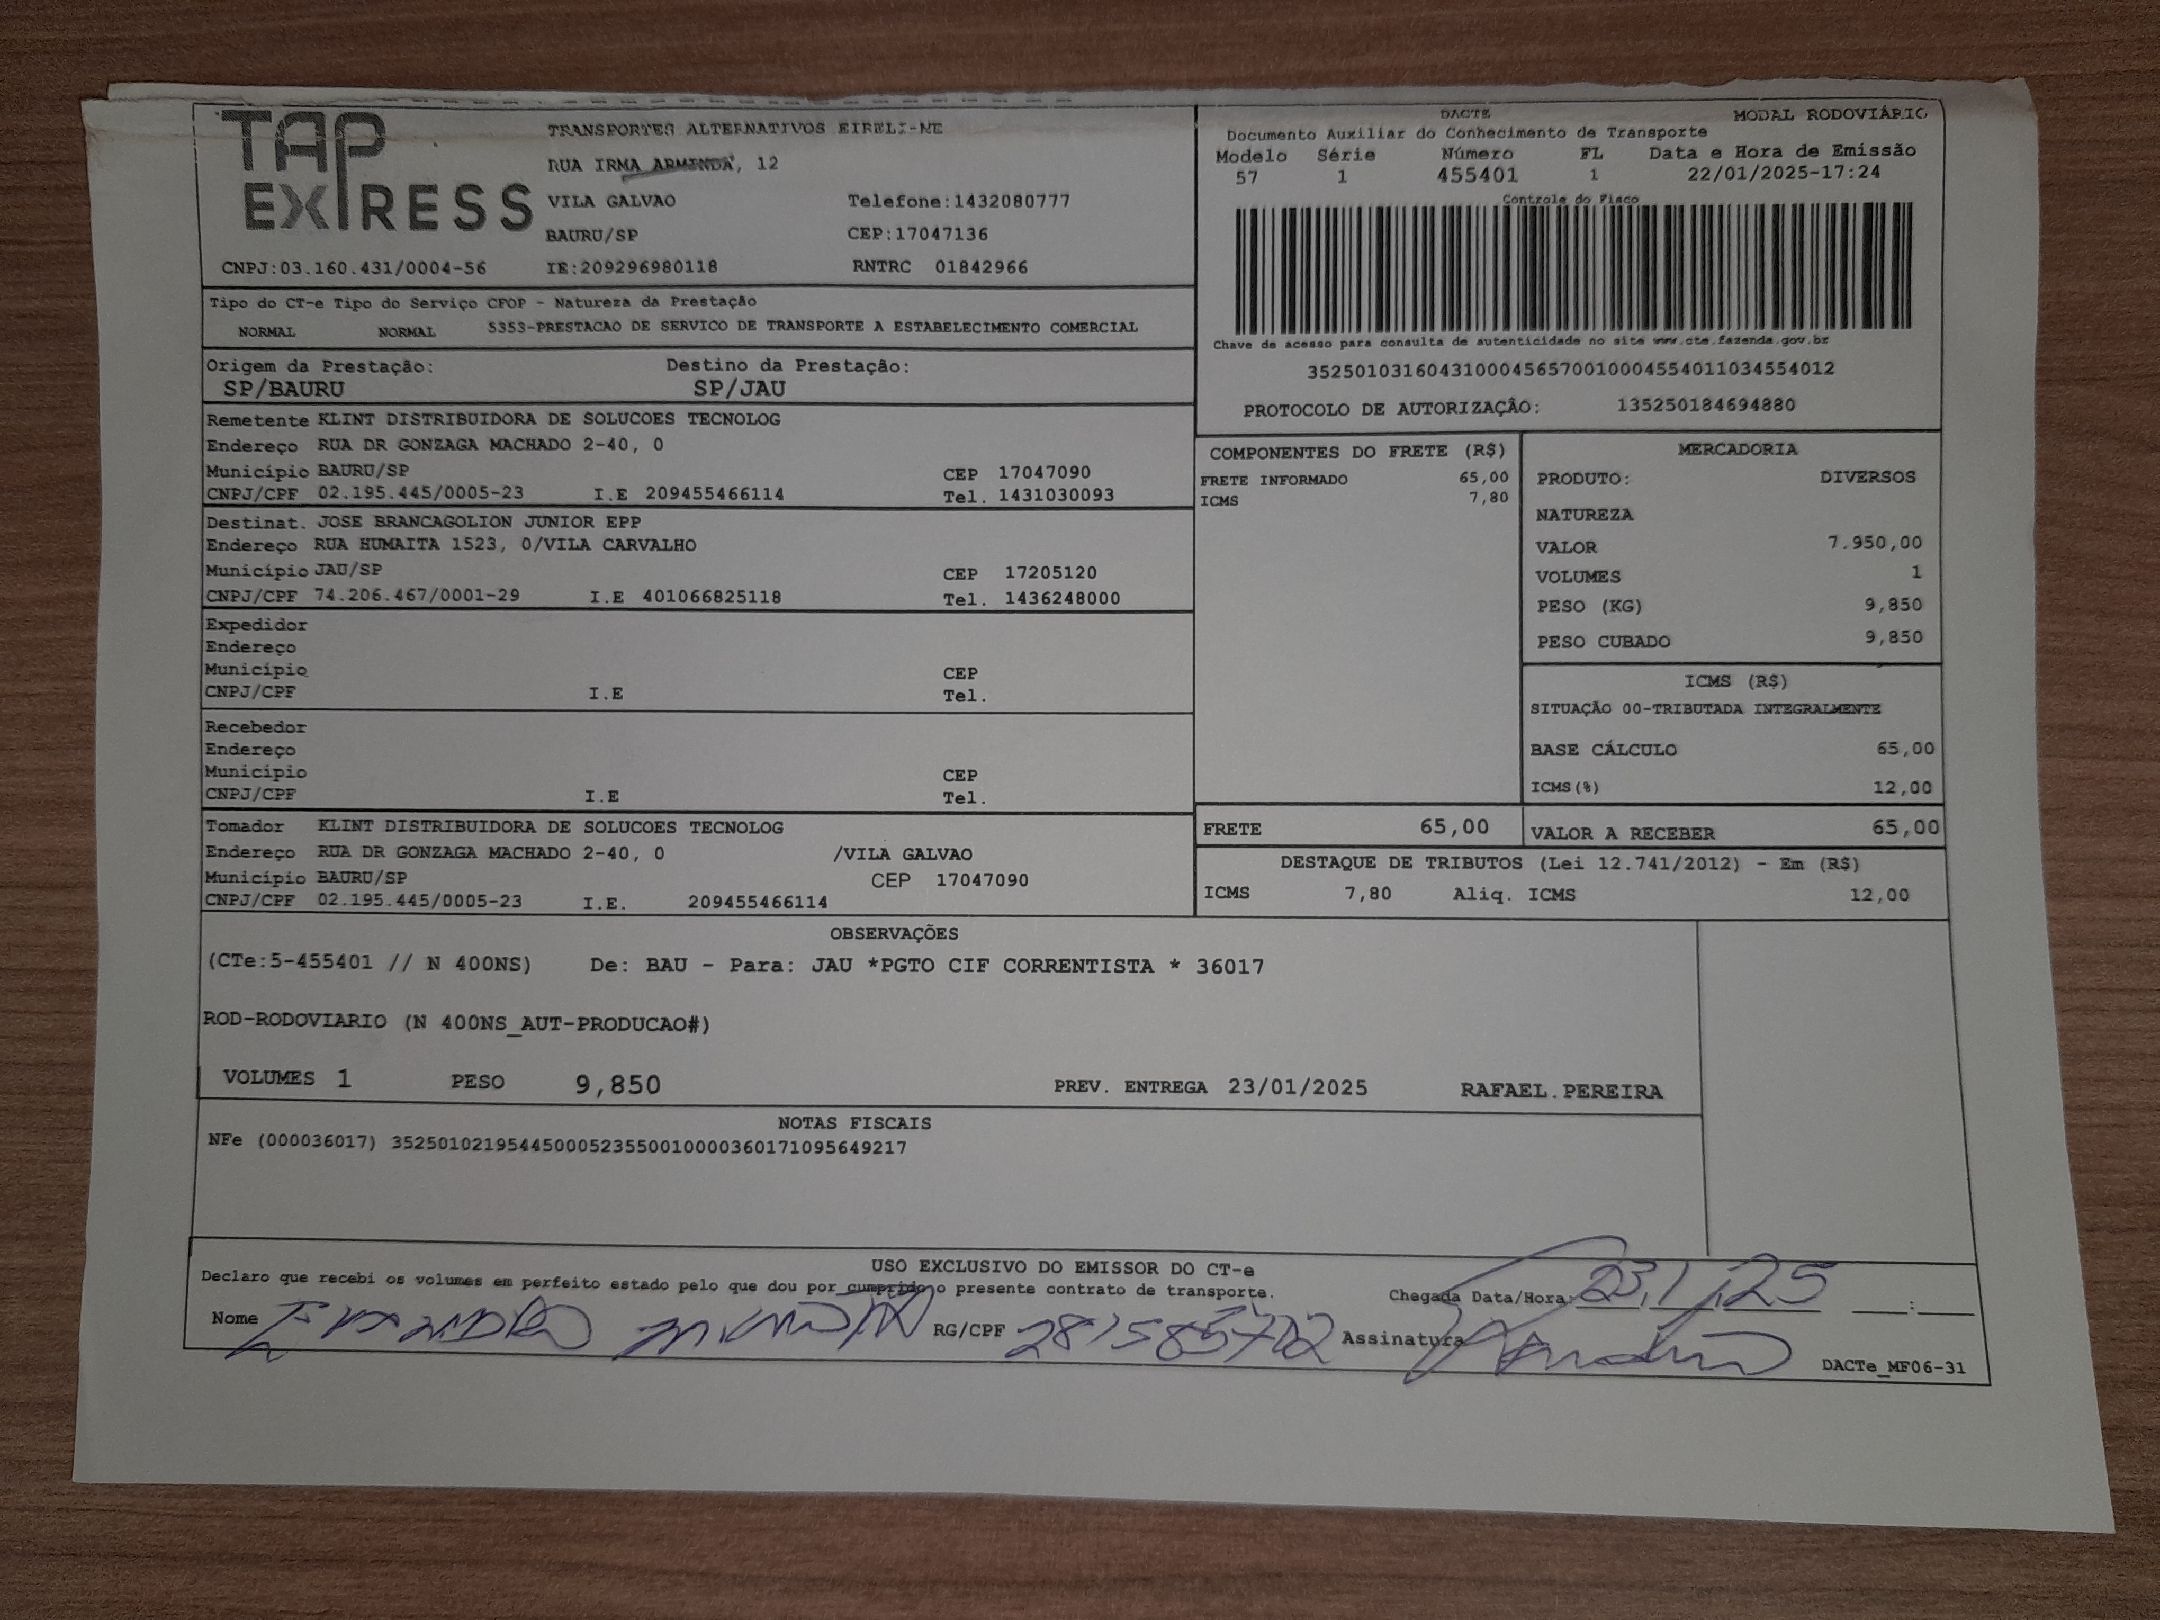 TAP EXPRESS
TRANSPORTES ALTERNATIVOS EIRELI-ME
RUA IRMA ARMINDA, 12
VILA GALVAO Telefone:1432080777
BAURU/SP CEP:17047136
CNPJ:03.160.431/0004-56 IE:209296980118 RNTRC 01842966
DACTE MODAL RODOVIÁRIO
Documento Auxiliar do Conhecimento de Transporte
Modelo Série Número FL Data e Hora de Emissão
57 1 455401 1 22/01/2025-17:24
Controle do Fisco
Chave de acesso para consulta de autenticidade no site www.cte.fazenda.gov.br
35250103160431000456570010004554011034554012
PROTOCOLO DE AUTORIZAÇÃO: 135250184694880
Tipo do CT-e Tipo do Serviço CFOP - Natureza da Prestação
NORMAL NORMAL 5353-PRESTACAO DE SERVICO DE TRANSPORTE A ESTABELECIMENTO COMERCIAL
Origem da Prestação: Destino da Prestação:
SP/BAURU SP/JAU
Remetente KLINT DISTRIBUIDORA DE SOLUCOES TECNOLOG
Endereço RUA DR GONZAGA MACHADO 2-40, 0
Município BAURU/SP CEP 17047090
CNPJ/CPF 02.195.445/0005-23 I.E 209455466114 Tel. 1431030093
Destinat. JOSE BRANCAGOLION JUNIOR EPP
Endereço RUA HUMAITA 1523, 0/VILA CARVALHO
Município JAU/SP CEP 17205120
CNPJ/CPF 74.206.467/0001-29 I.E 401066825118 Tel. 1436248000
Expedidor
Endereço
Município CEP
CNPJ/CPF I.E Tel.
Recebedor
Endereço
Município CEP
CNPJ/CPF I.E Tel.
Tomador KLINT DISTRIBUIDORA DE SOLUCOES TECNOLOG
Endereço RUA DR GONZAGA MACHADO 2-40, 0 /VILA GALVAO
Município BAURU/SP CEP 17047090
CNPJ/CPF 02.195.445/0005-23 I.E. 209455466114
COMPONENTES DO FRETE (R$)
FRETE INFORMADO 65,00
ICMS 7,80
MERCADORIA
PRODUTO: DIVERSOS
NATUREZA
VALOR 7.950,00
VOLUMES 1
PESO (KG) 9,850
PESO CUBADO 9,850
ICMS (R$)
SITUAÇÃO 00-TRIBUTADA INTEGRALMENTE
BASE CÁLCULO 65,00
ICMS(%) 12,00
FRETE 65,00 VALOR A RECEBER 65,00
DESTAQUE DE TRIBUTOS (Lei 12.741/2012) - Em (R$)
ICMS 7,80 Aliq. ICMS 12,00
OBSERVAÇÕES
(CTe:5-455401 // N 400NS) De: BAU - Para: JAU *PGTO CIF CORRENTISTA * 36017
ROD-RODOVIARIO (N 400NS_AUT-PRODUCAO#)
VOLUMES 1 PESO 9,850 PREV. ENTREGA 23/01/2025 RAFAEL.PEREIRA
NOTAS FISCAIS
NFe (000036017) 35250102195445000523550010000360171095649217
USO EXCLUSIVO DO EMISSOR DO CT-e
Declaro que recebi os volumes em perfeito estado pelo que dou por cumprido o presente contrato de transporte.
Chegada Data/Hora: 23/1/25 :
Nome RG/CPF Assinatura
DACTe_MF06-31